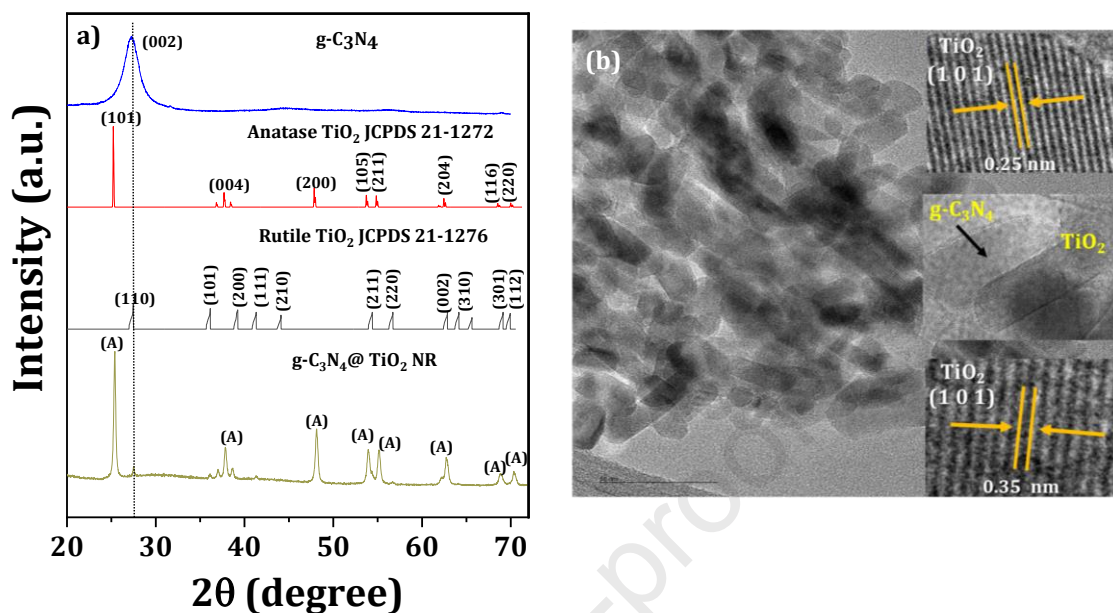 a)
g-C₃N₄
(002)
(101)
Anatase TiO₂ JCPDS 21-1272
(004)
(200)
(105)
(211)
(204)
(116)
(220)
Rutile TiO₂ JCPDS 21-1276
(110)
(101)
(200)
(111)
(210)
(211)
(220)
(002)
(310)
(301)
(112)
g-C₃N₄@ TiO₂ NR
(A)
(A)
(A)
(A)
(A)
(A)
(A)
(A)
Intensity (a.u.)
20 30 40 50 60 70
2θ (degree)
(b)
TiO₂
(1 0 1)
0.25 nm
g-C₃N₄
TiO₂
TiO₂
(1 0 1)
0.35 nm